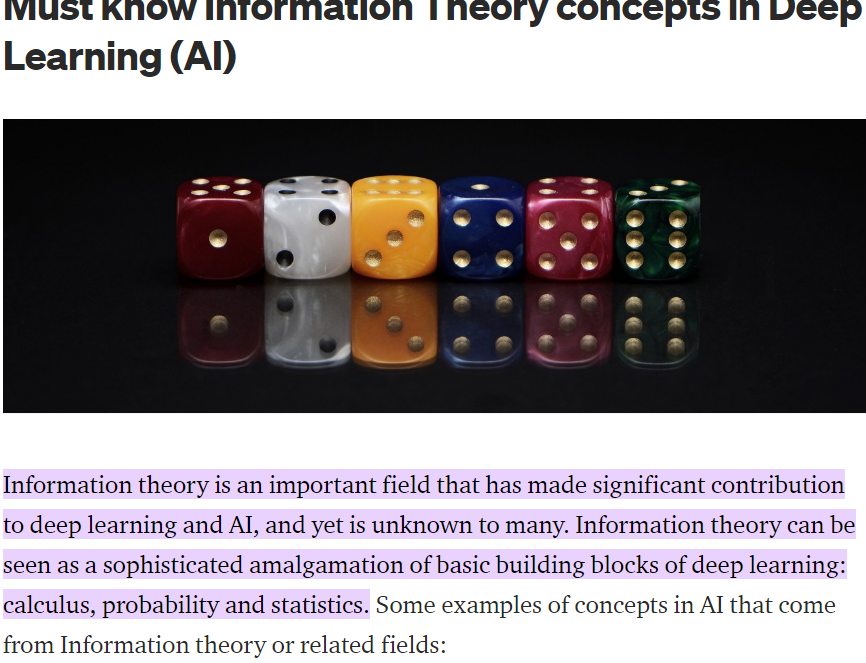 Must know Information Theory concepts in Deep
Learning (AI)
Information theory is an important field that has made significant contribution
to deep learning and AI, and yet is unknown to many. Information theory can be
seen as a sophisticated amalgamation of basic building blocks of deep learning:
calculus, probability and statistics. Some examples of concepts in AI that come
from Information theory or related fields: